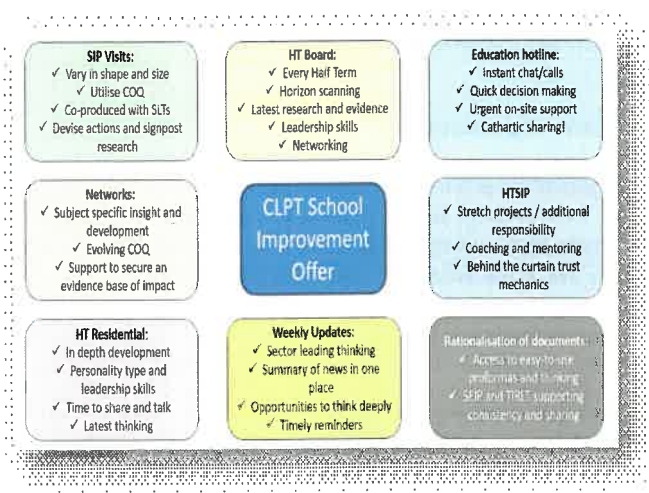 SIP Visits:
✓ Vary in shape and size
✓ Utilise COQ
✓ Co-produced with SLTs
✓ Devise actions and signpost
research
HT Board:
✓ Every Half Term
✓ Horizon scanning
✓ Latest research and evidence
✓ Leadership skills
✓ Networking
Education hotline:
✓ Instant chat/calls
✓ Quick decision making
✓ Urgent on-site support
✓ Cathartic sharing!
Networks:
✓ Subject specific insight and
development
✓ Evolving COQ
✓ Support to secure an
evidence base of impact
CLPT School
Improvement
Offer
HTSIP
✓ Stretch projects / additional
responsibility
✓ Coaching and mentoring
✓ Behind the curtain trust
mechanics
HT Residential:
✓ In depth development
✓ Personality type and
leadership skills
✓ Time to share and talk
✓ Latest thinking
Weekly Updates:
✓ Sector leading thinking
✓ Summary of news in one
place
✓ Opportunities to think deeply
✓ Timely reminders
Rationalisation of documents:
✓ Access to easy-to-use
proformas and thinking
✓ and supporting
consistency and sharing